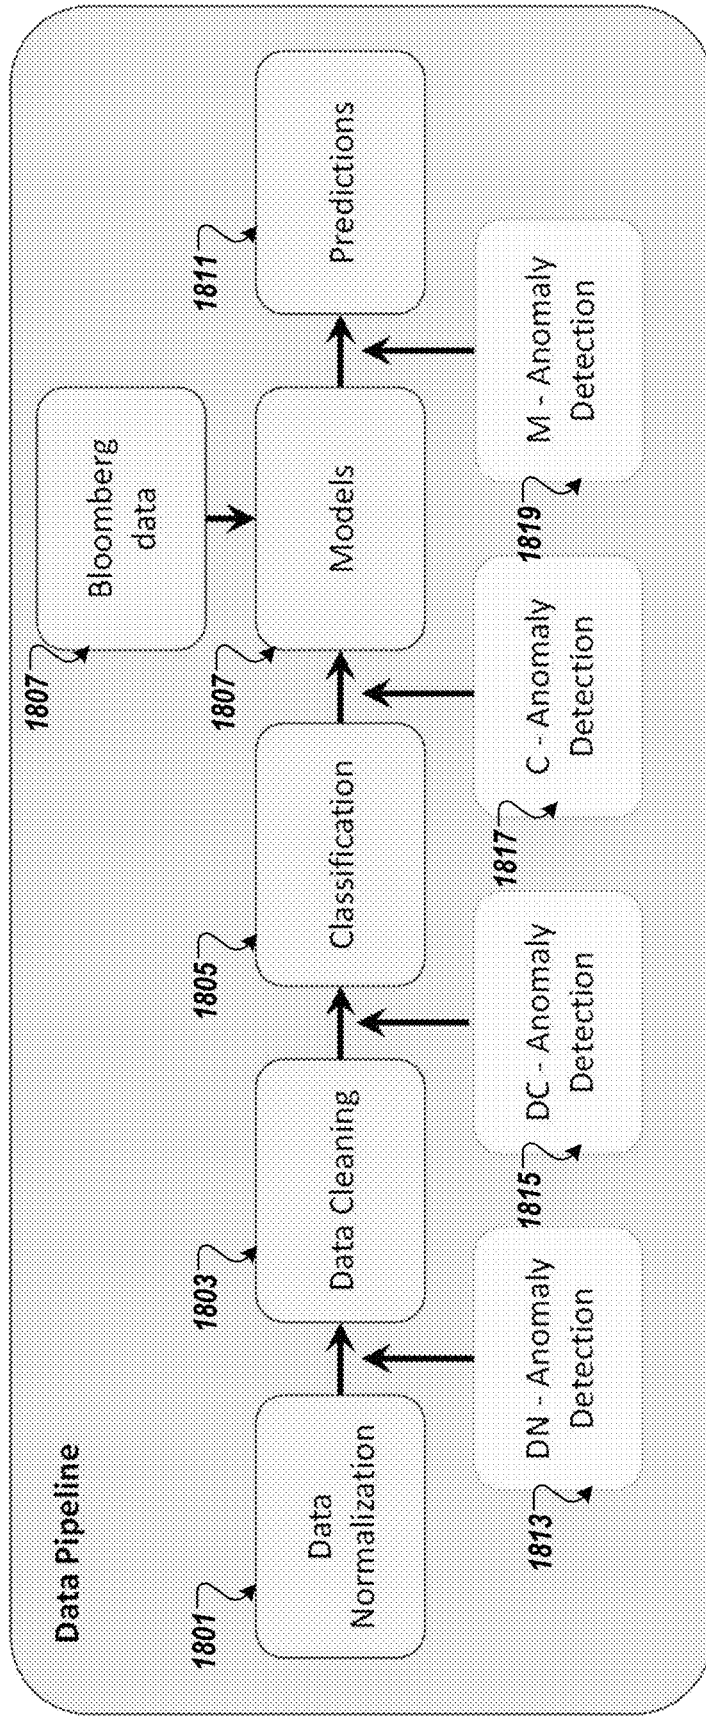 Data Pipeline
1807
Bloomberg
data
1801
Data
Normalization
1803
Data Cleaning
1805
Classification
1807
Models
1811
Predictions
1813
DN - Anomaly
Detection
1815
DC - Anomaly
Detection
1817
C - Anomaly
Detection
1819
M - Anomaly
Detection